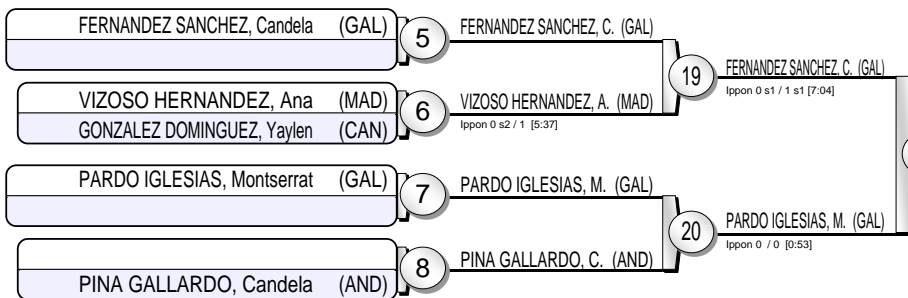 FERNANDEZ SANCHEZ, Candela (GAL)
5
FERNANDEZ SANCHEZ, C. (GAL)
19
FERNANDEZ SANCHEZ, C. (GAL)
Ippon 0 s1 / 1 s1 [7:04]
VIZOSO HERNANDEZ, Ana (MAD)
GONZALEZ DOMINGUEZ, Yaylen (CAN)
6
VIZOSO HERNANDEZ, A. (MAD)
Ippon 0 s2 / 1 [5:37]
PARDO IGLESIAS, Montserrat (GAL)
7
PARDO IGLESIAS, M. (GAL)
20
PARDO IGLESIAS, M. (GAL)
Ippon 0 / 0 [0:53]
PINA GALLARDO, Candela (AND)
8
PINA GALLARDO, C. (AND)